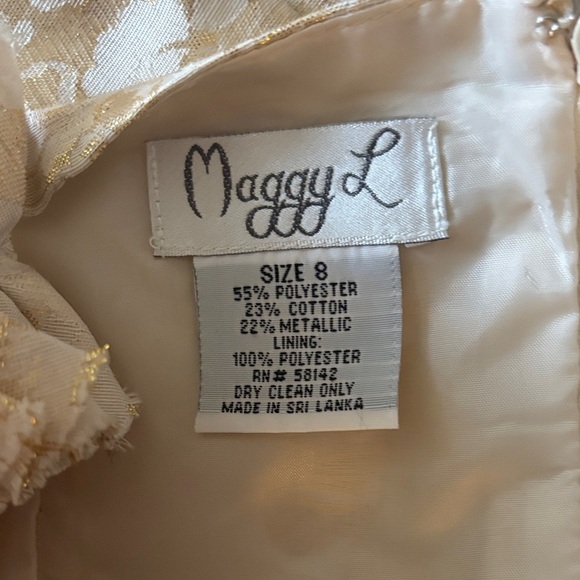 Maggy L
SIZE 8
55% POLYESTER
23% COTTON
22% METALLIC
LINING:
100% POLYESTER
RN# 58142
DRY CLEAN ONLY
MADE IN SRI LANKA